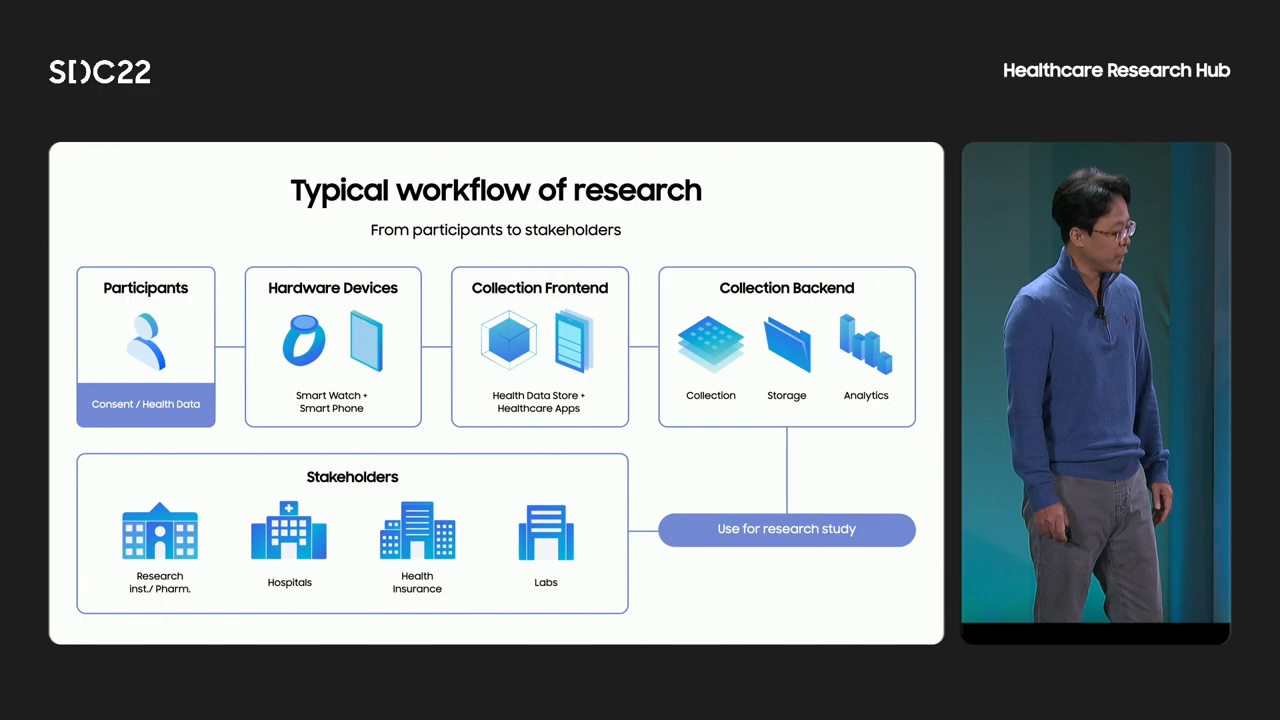 SDC22
Healthcare Research Hub
Typical workflow of research
From participants to stakeholders
Participants
Consent / Health Data
Hardware Devices
Smart Watch +
Smart Phone
Collection Frontend
Health Data Store +
Healthcare Apps
Collection Backend
Collection
Storage
Analytics
Stakeholders
Research
inst./ Pharm.
Hospitals
Health
Insurance
Labs
Use for research study